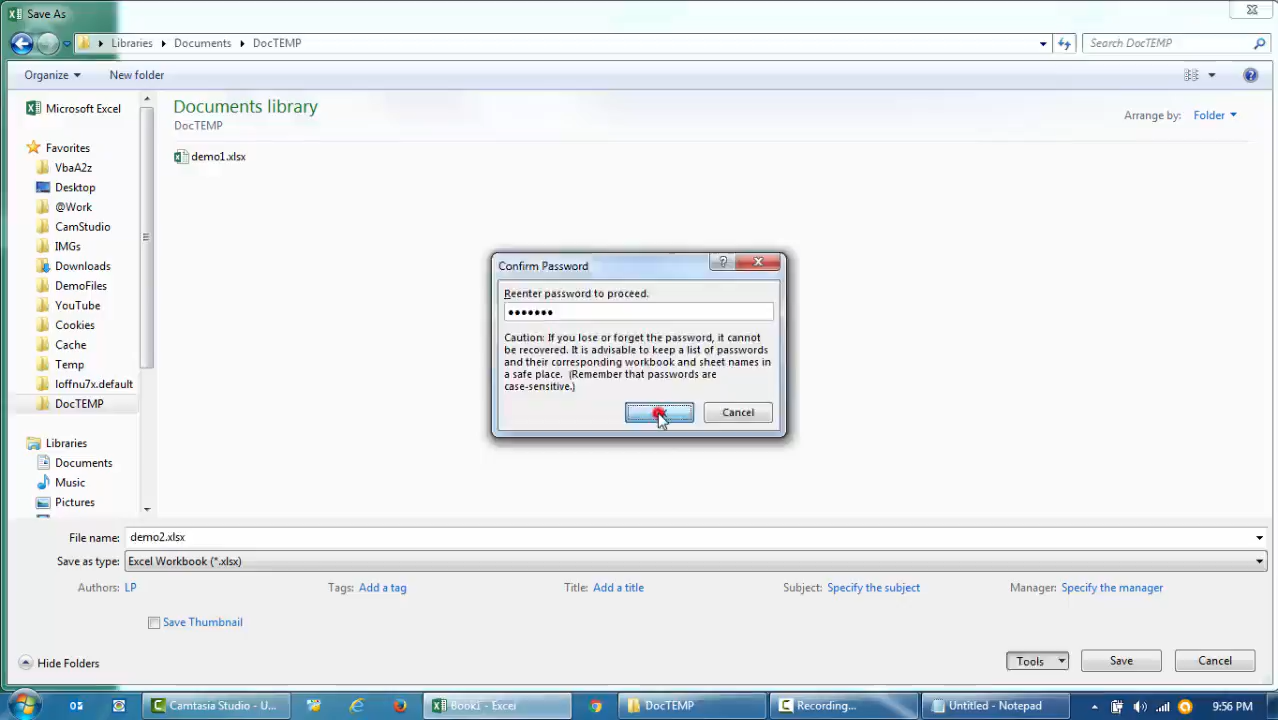 Save As
Libraries Documents DocTEMP
Search DocTEMP
Organize New folder
Microsoft Excel
Favorites
VbaA2z
Desktop
@Work
CamStudio
IMGs
Downloads
DemoFiles
YouTube
Cookies
Cache
Temp
loffnu7x.default
DocTEMP
Libraries
Documents
Music
Pictures
Documents library
DocTEMP
Arrange by: Folder
demo1.xlsx
Confirm Password
Reenter password to proceed.
•••••••
Caution: If you lose or forget the password, it cannot
be recovered. It is advisable to keep a list of passwords
and their corresponding workbook and sheet names in
a safe place. (Remember that passwords are
case-sensitive.)
Cancel
File name: demo2.xlsx
Save as type: Excel Workbook (*.xlsx)
Authors: LP Tags: Add a tag Title: Add a title Subject: Specify the subject Manager: Specify the manager
Save Thumbnail
Hide Folders Tools Save Cancel
Camtasia Studio - U... Book1 - Excel DocTEMP Recording... Untitled - Notepad 9:56 PM